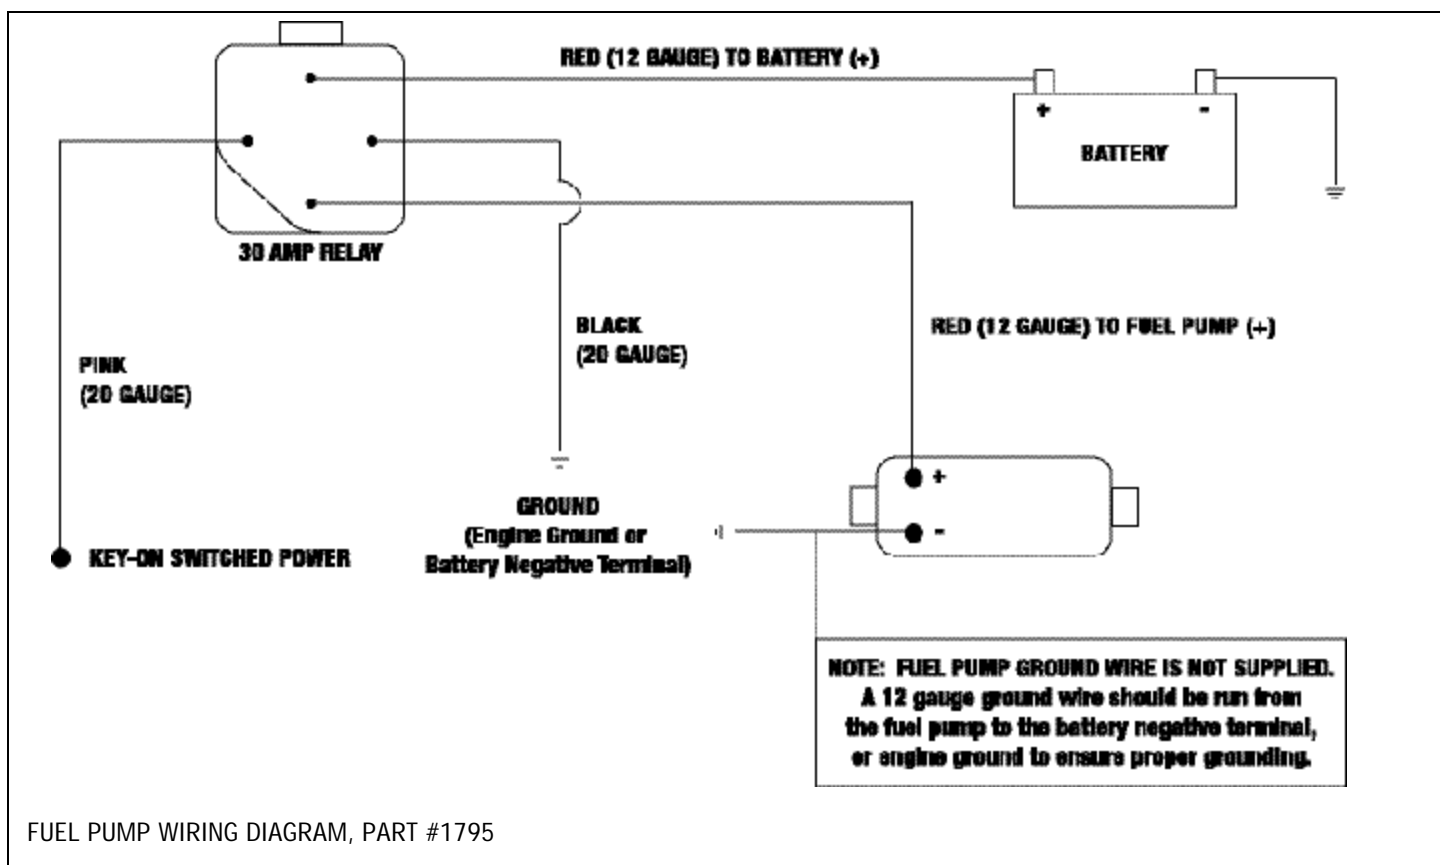 RED (12 GAUGE) TO BATTERY (+)
+
-
BATTERY
30 AMP RELAY
BLACK
(20 GAUGE)
RED (12 GAUGE) TO FUEL PUMP (+)
PINK
(20 GAUGE)
+
-
GROUND
(Engine Ground or
Battery Negative Terminal)
KEY-ON SWITCHED POWER
NOTE: FUEL PUMP GROUND WIRE IS NOT SUPPLIED.
A 12 gauge ground wire should be run from
the fuel pump to the battery negative terminal,
or engine ground to ensure proper grounding.
FUEL PUMP WIRING DIAGRAM, PART #1795